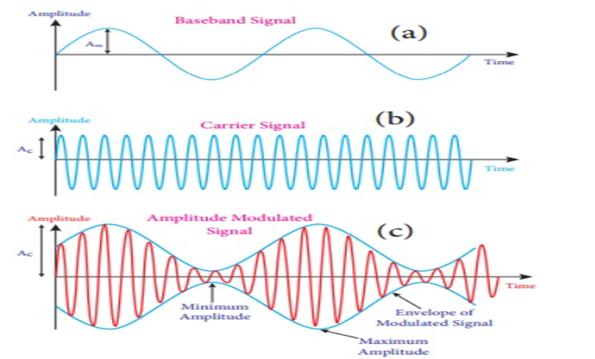 Amplitude
Baseband Signal
(a)
Aₘ
Time
Amplitude
Carrier Signal
(b)
Ac
Time
Amplitude
Amplitude Modulated
Signal
(c)
Ac
Time
Minimum
Amplitude
Envelope of
Modulated Signal
Maximum
Amplitude